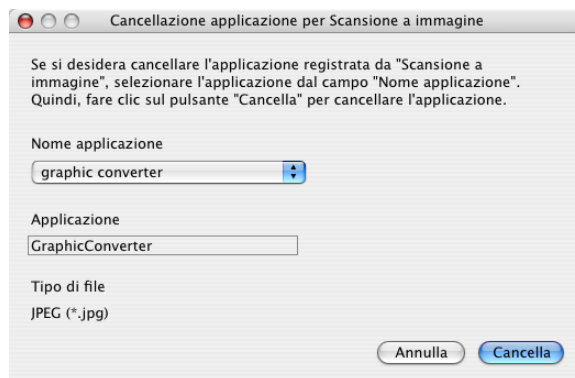 Cancellazione applicazione per Scansione a immagine
Se si desidera cancellare l'applicazione registrata da "Scansione a
immagine", selezionare l'applicazione dal campo "Nome applicazione".
Quindi, fare clic sul pulsante "Cancella" per cancellare l'applicazione.
Nome applicazione
graphic converter
Applicazione
GraphicConverter
Tipo di file
JPEG (*.jpg)
Annulla Cancella